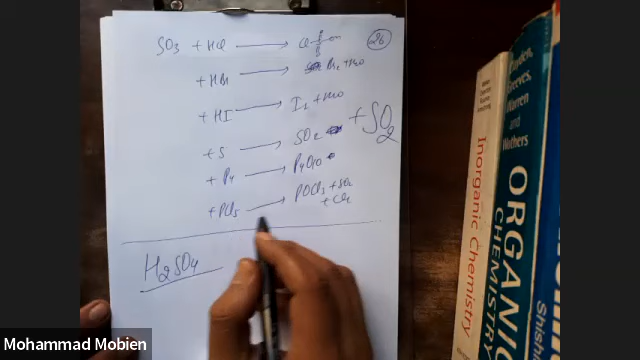 26
SO3 + HCl →
+ HBr → Br2 + H2O
+ HI → I2 + H2O
+ SO2
+ S → SO2
+ P4 → P4O10
+ PCl5 → POCl3 + SO2
+ Cl2
H2SO4
Inorganic Chemistry
Clayden,
Greeves,
Warren
and
Wothers
ORGANIC
CHEMISTRY
Mohammad Mobien